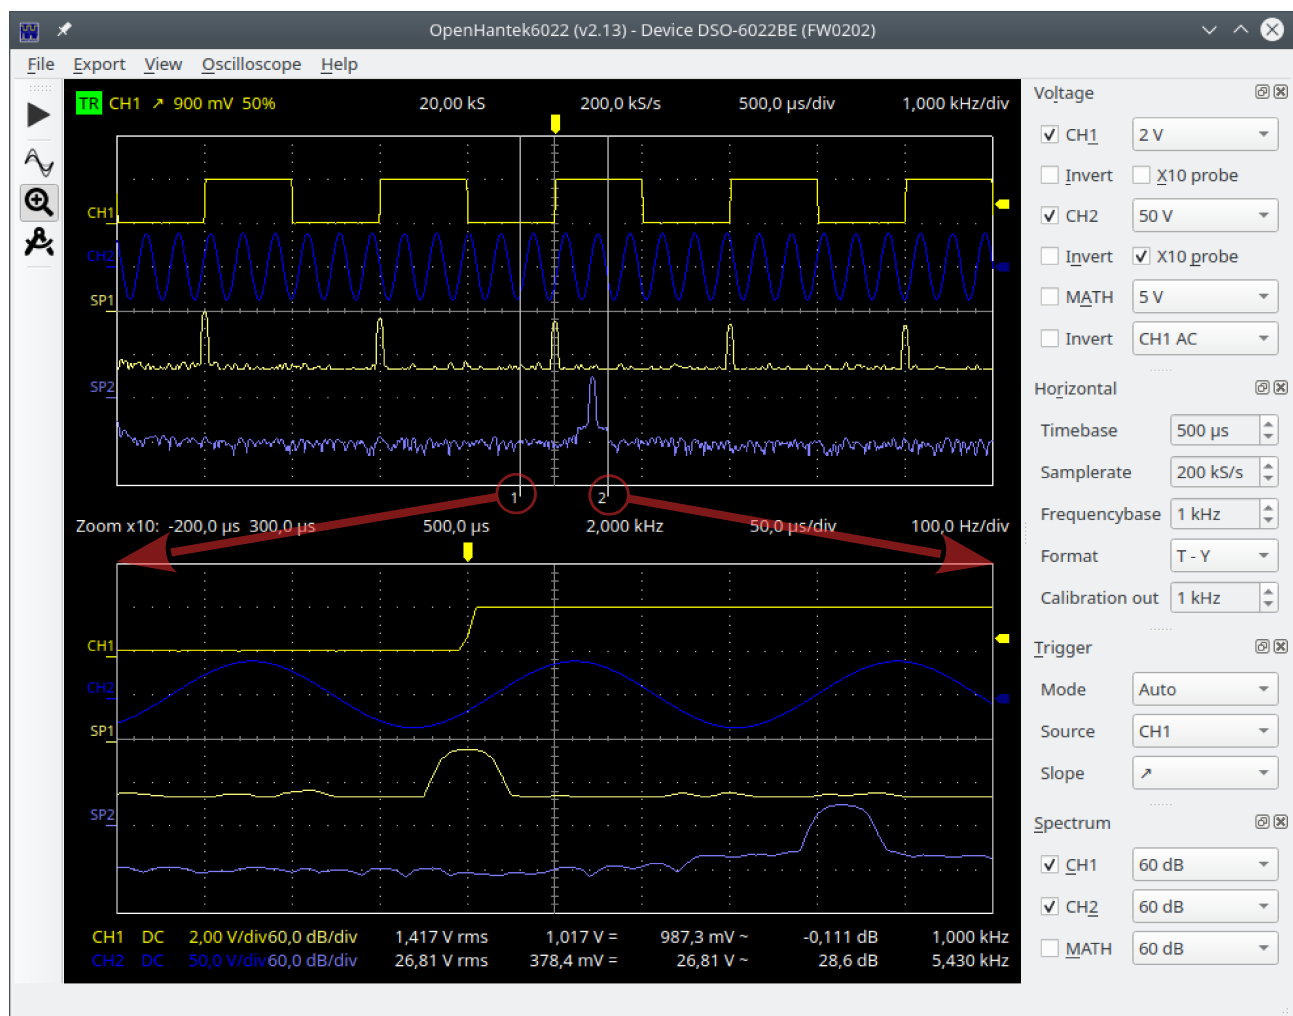 OpenHantek6022 (v2.13) - Device DSO-6022BE (FW0202)
File Export View Oscilloscope Help
TR CH1 ↗ 900 mV 50% 20,00 kS 200,0 kS/s 500,0 µs/div 1,000 kHz/div
CH1
CH2
SP1
SP2
1 2
Zoom x10: -200,0 µs 300,0 µs 500,0 µs 2,000 kHz 50,0 µs/div 100,0 Hz/div
CH1
CH2
SP1
SP2
CH1 DC 2,00 V/div 60,0 dB/div 1,417 V rms 1,017 V = 987,3 mV ~ -0,111 dB 1,000 kHz
CH2 DC 50,0 V/div 60,0 dB/div 26,81 V rms 378,4 mV = 26,81 V ~ 28,6 dB 5,430 kHz
Voltage
CH1 2 V
Invert X10 probe
CH2 50 V
Invert X10 probe
MATH 5 V
Invert CH1 AC
Horizontal
Timebase 500 µs
Samplerate 200 kS/s
Frequencybase 1 kHz
Format T - Y
Calibration out 1 kHz
Trigger
Mode Auto
Source CH1
Slope ↗
Spectrum
CH1 60 dB
CH2 60 dB
MATH 60 dB